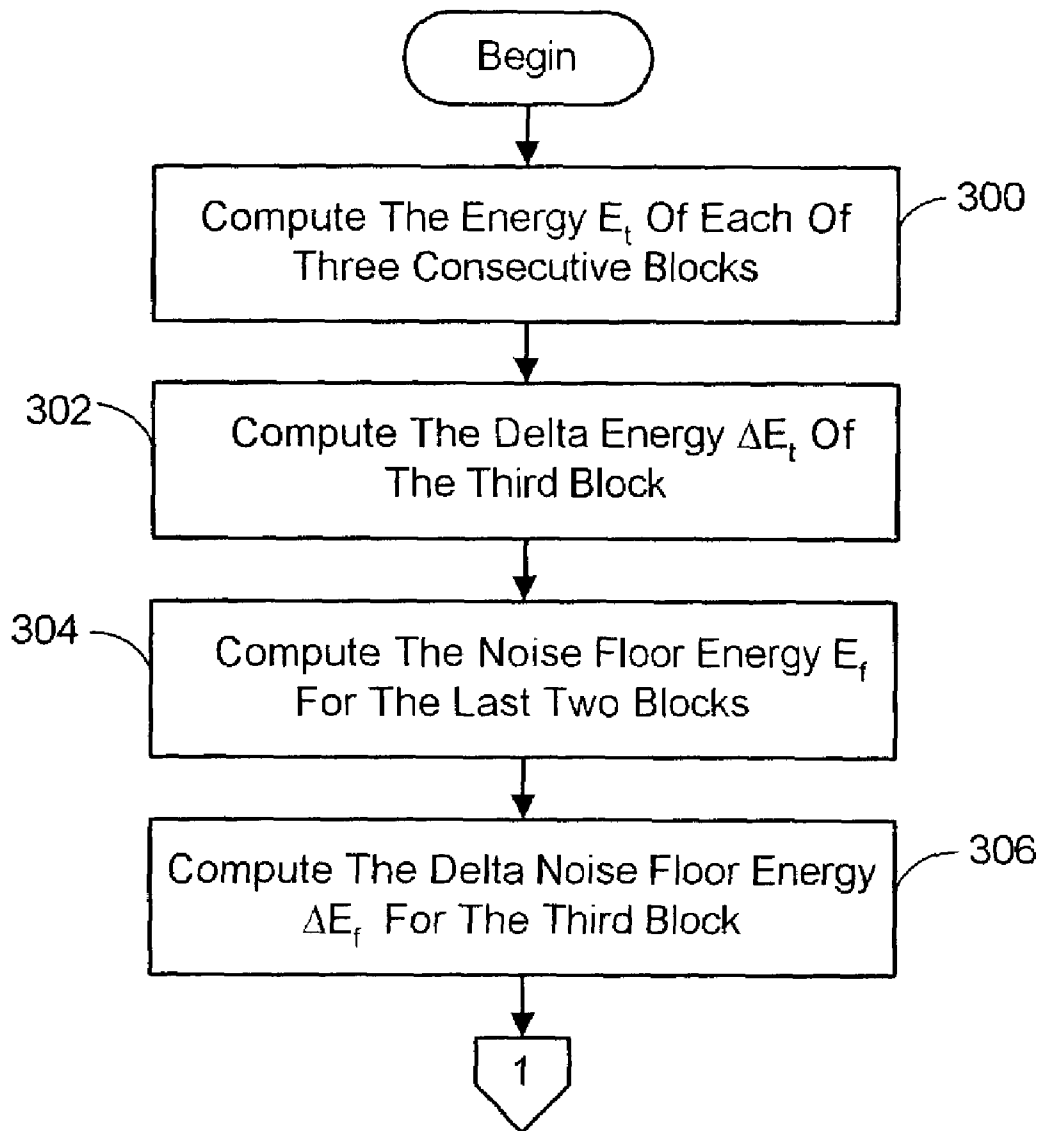 Begin
Compute The Energy Eₜ Of Each Of
Three Consecutive Blocks
300
302
Compute The Delta Energy ΔEₜ Of
The Third Block
304
Compute The Noise Floor Energy E_f
For The Last Two Blocks
306
Compute The Delta Noise Floor Energy
ΔE_f For The Third Block
1